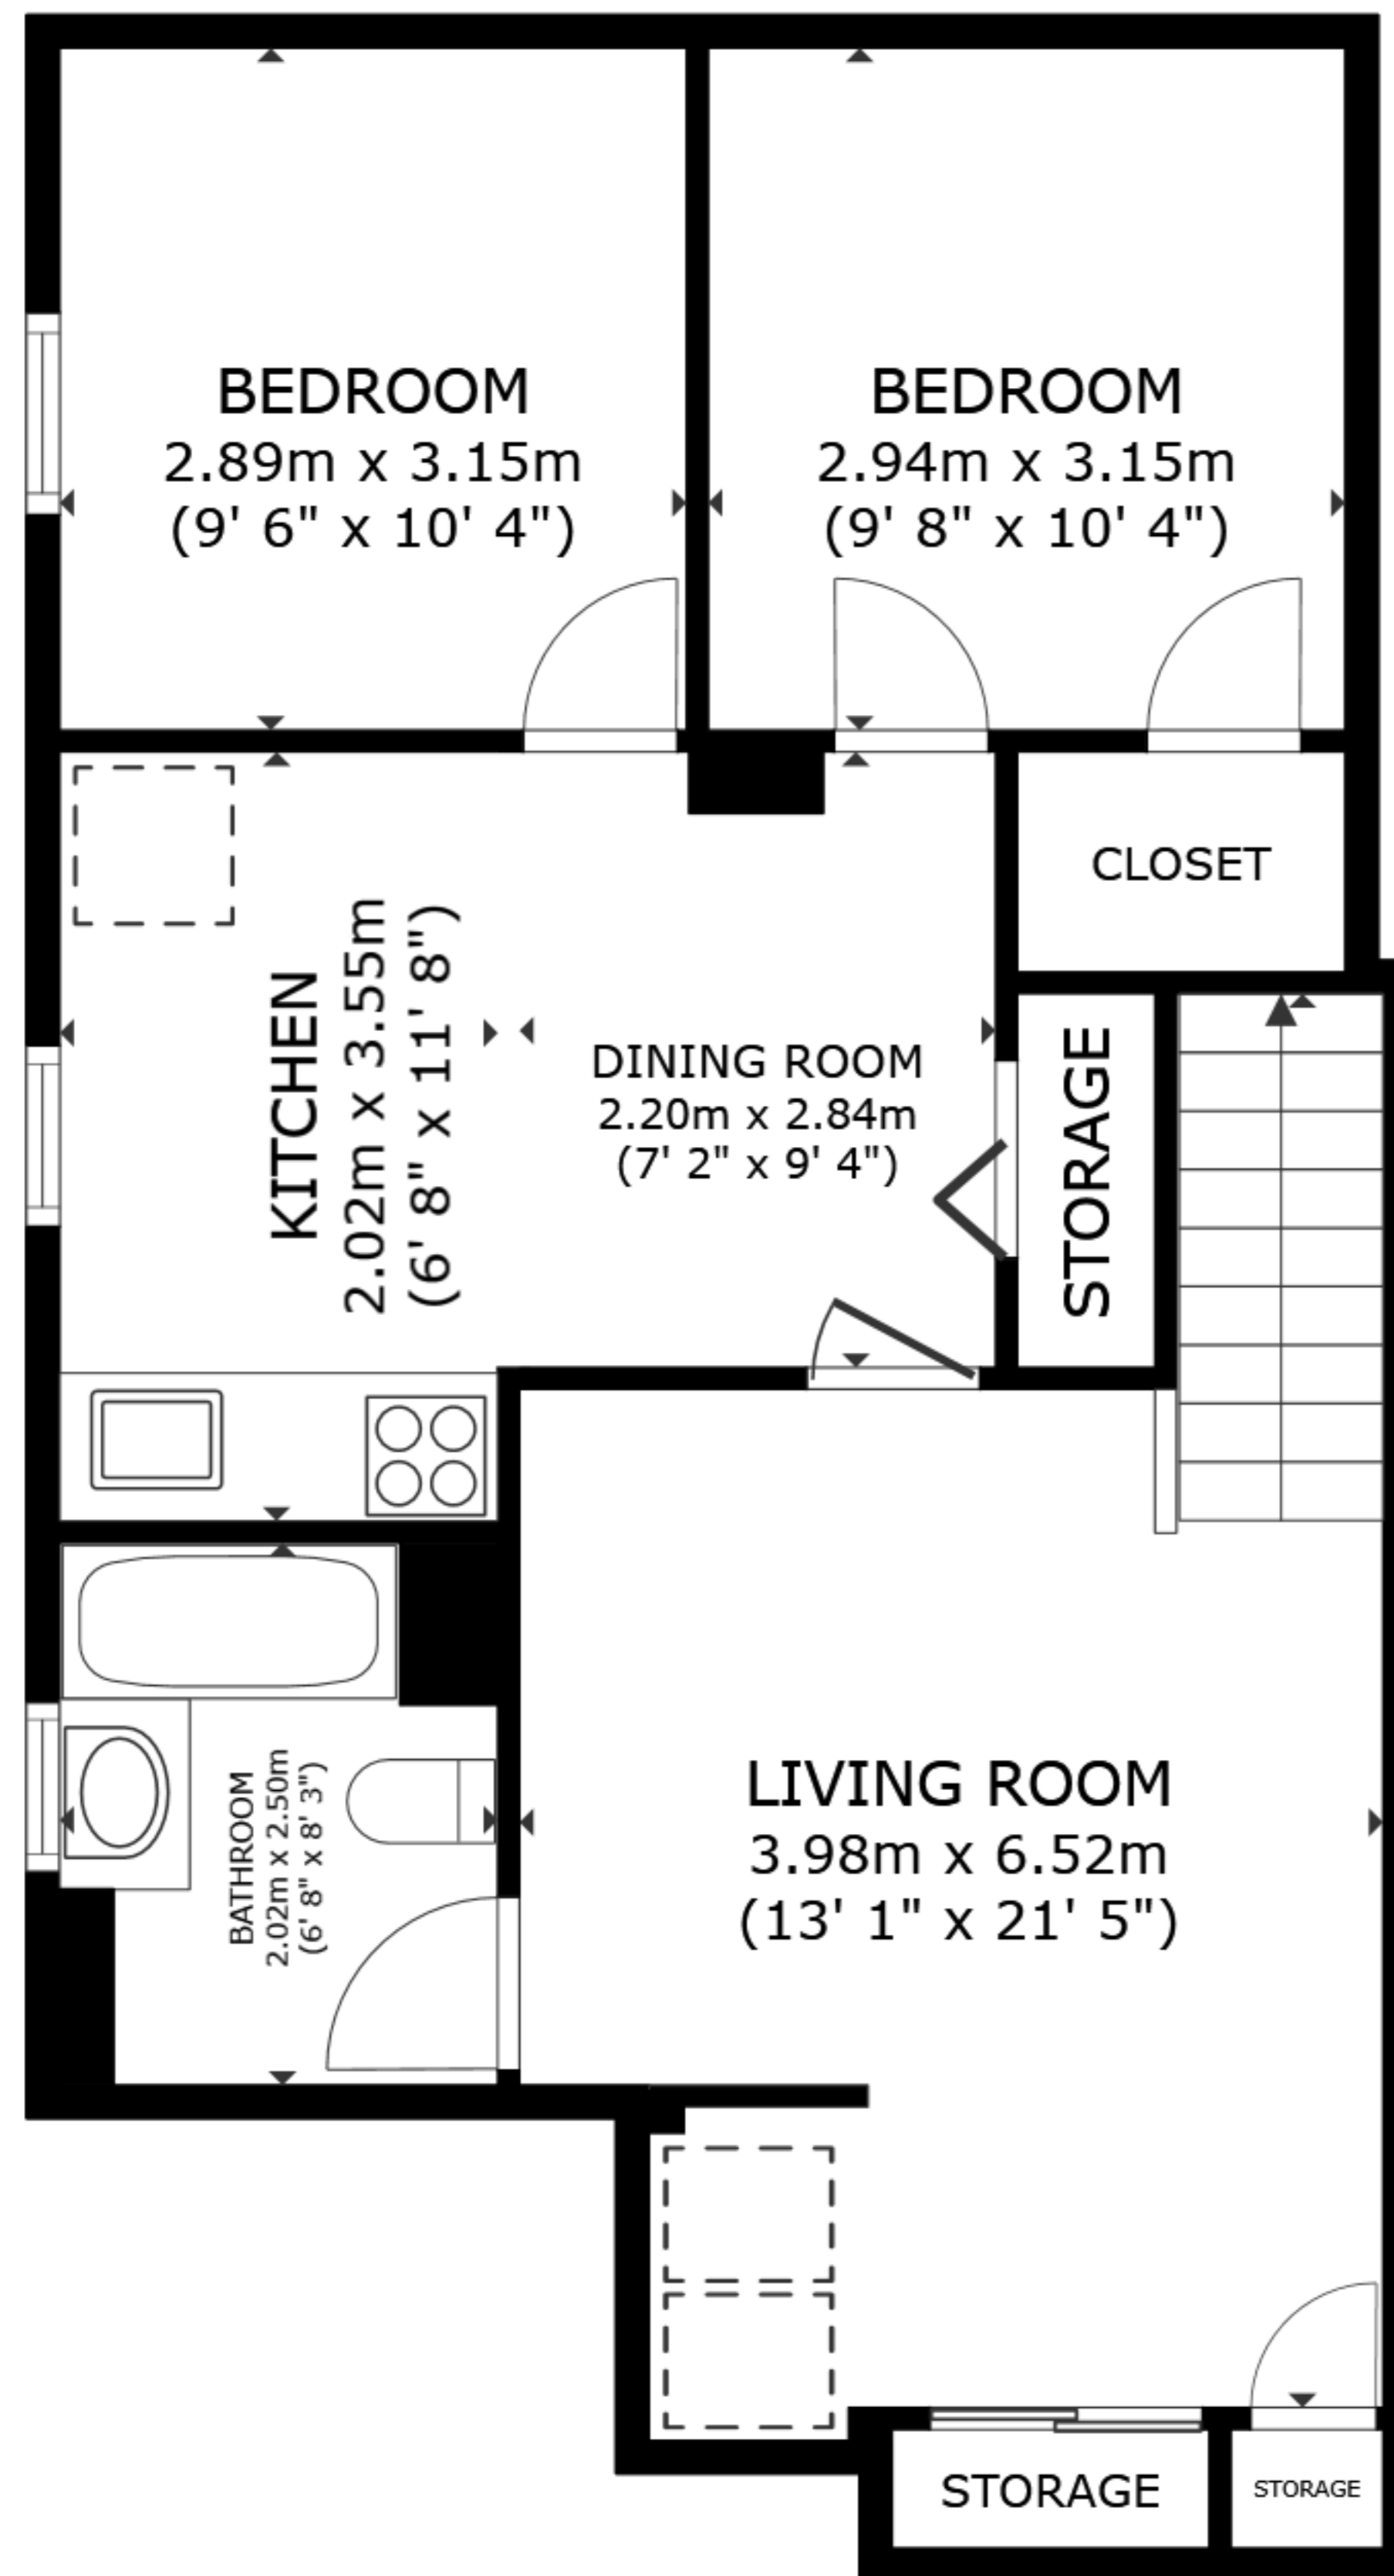 BEDROOM
2.89m x 3.15m
(9' 6" x 10' 4")
BEDROOM
2.94m x 3.15m
(9' 8" x 10' 4")
CLOSET
KITCHEN
2.02m x 3.55m
(6' 8" x 11' 8")
DINING ROOM
2.20m x 2.84m
(7' 2" x 9' 4")
STORAGE
BATHROOM
2.02m x 2.50m
(6' 8" x 8' 3")
LIVING ROOM
3.98m x 6.52m
(13' 1" x 21' 5")
STORAGE
STORAGE